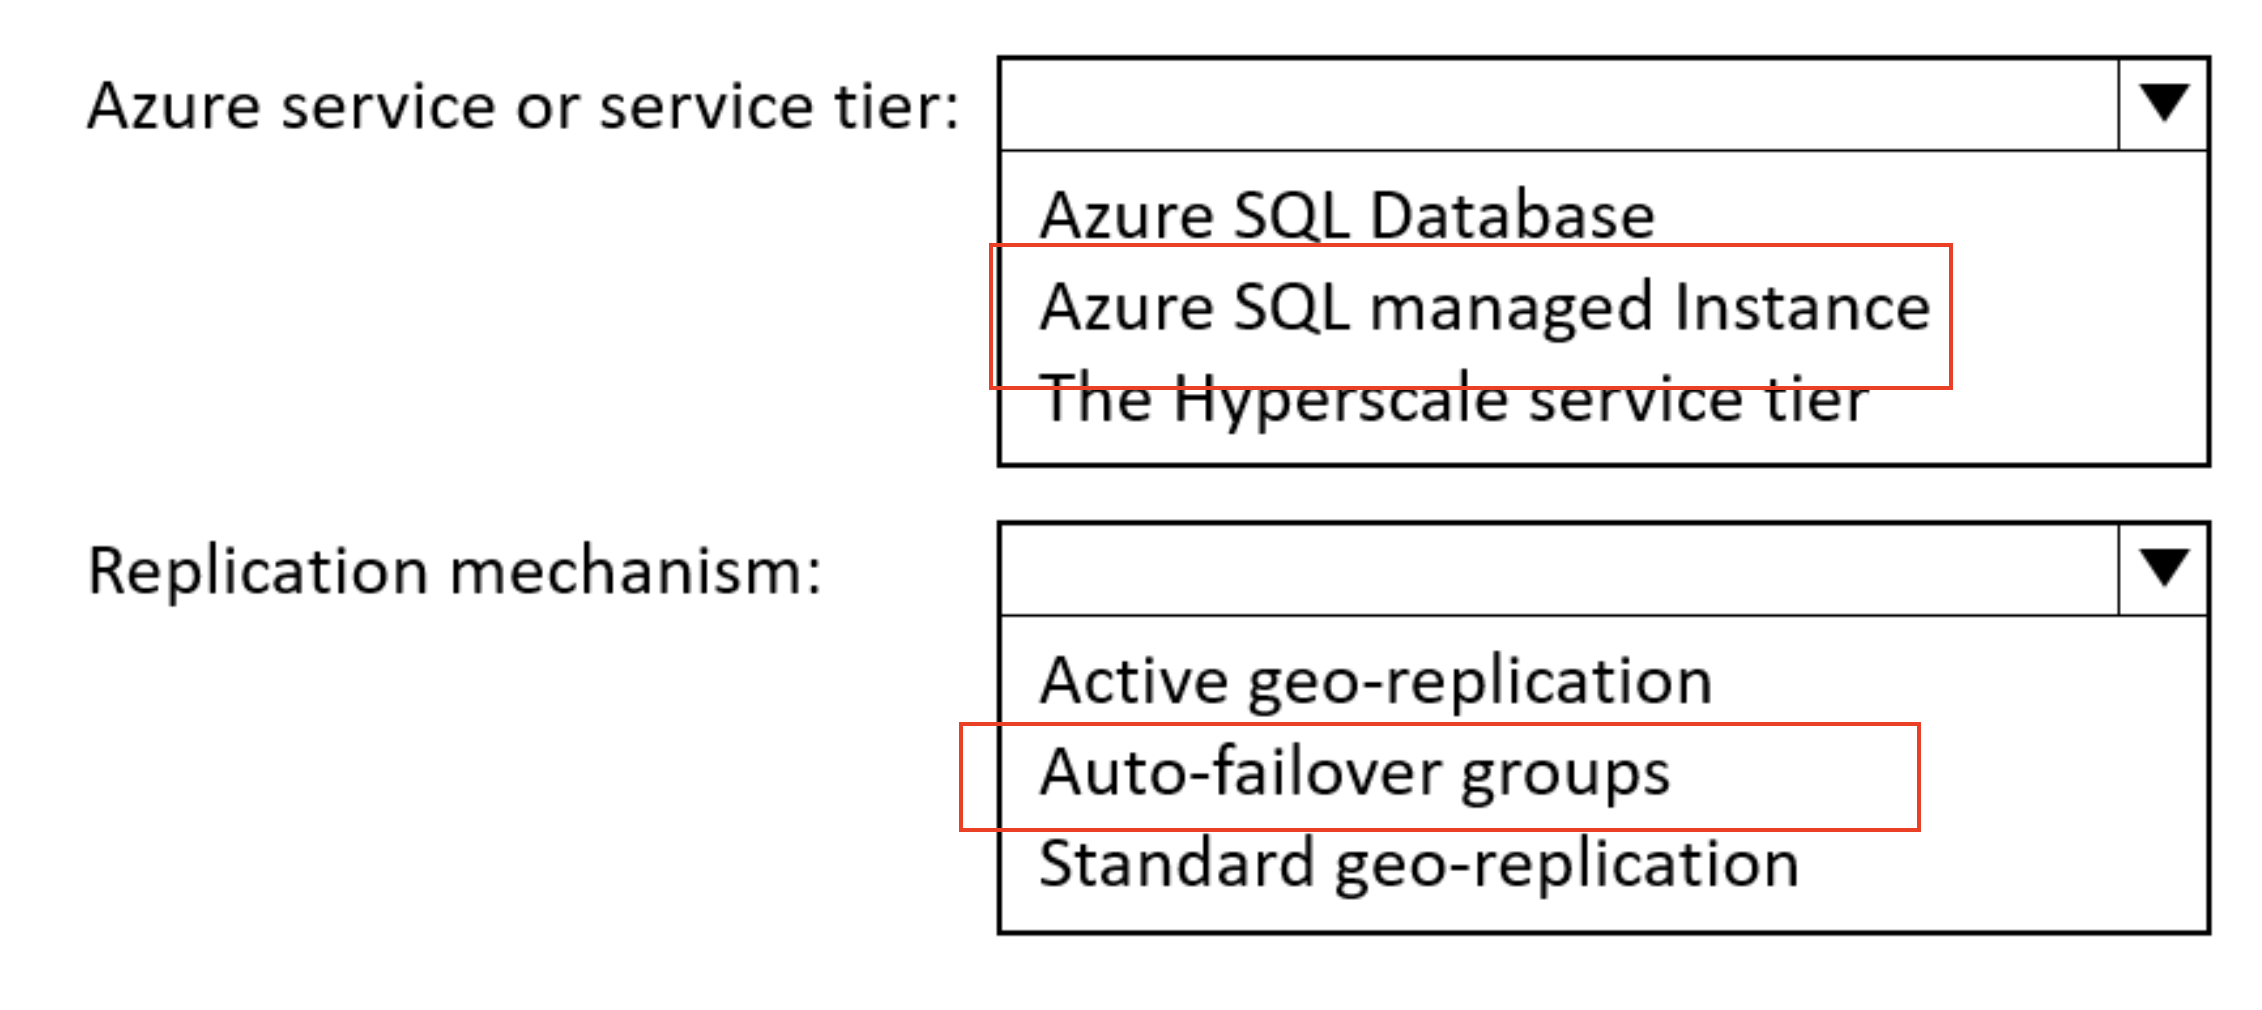 Azure service or service tier:
Azure SQL Database
Azure SQL managed Instance
The Hyperscale service tier
Replication mechanism:
Active geo-replication
Auto-failover groups
Standard geo-replication